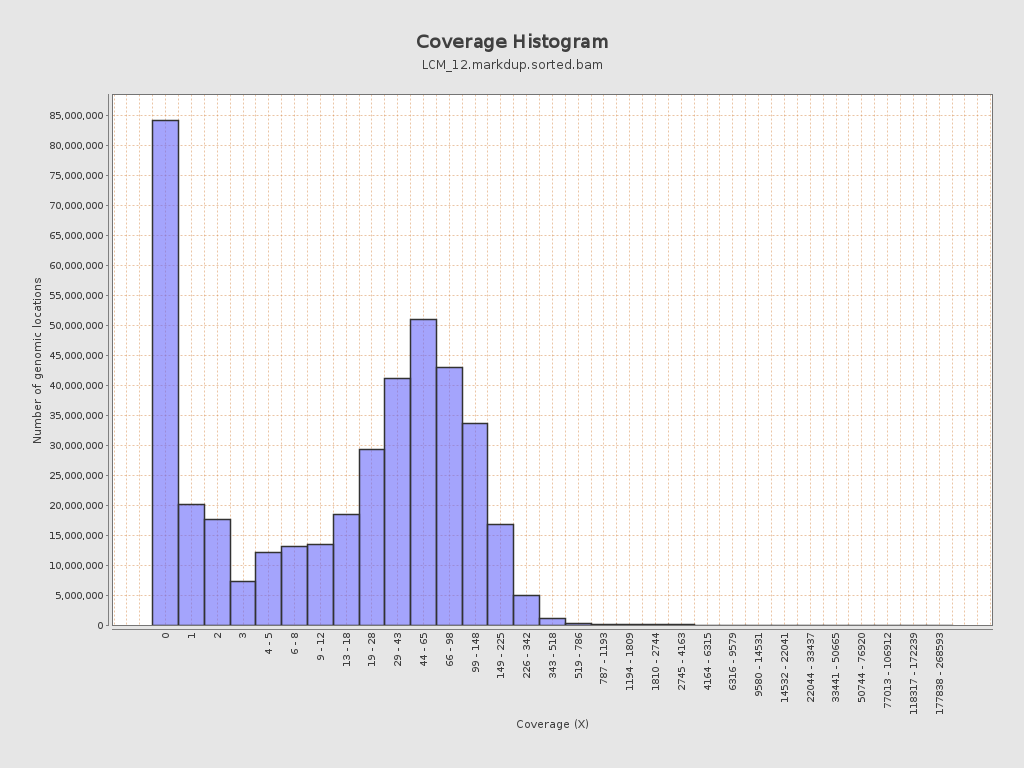 Coverage Histogram
LCM_12.markdup.sorted.bam
Number of genomic locations
85,000,000
80,000,000
75,000,000
70,000,000
65,000,000
60,000,000
55,000,000
50,000,000
45,000,000
40,000,000
35,000,000
30,000,000
25,000,000
20,000,000
15,000,000
10,000,000
5,000,000
0
0
1
2
3
4 - 5
6 - 8
9 - 12
13 - 18
19 - 28
29 - 43
44 - 65
66 - 98
99 - 148
149 - 225
226 - 342
343 - 518
519 - 786
787 - 1193
1194 - 1809
1810 - 2744
2745 - 4163
4164 - 6315
6316 - 9579
9580 - 14531
14532 - 22041
22044 - 33437
33441 - 50665
50744 - 76920
77013 - 106912
118317 - 172239
177838 - 268593
Coverage (X)